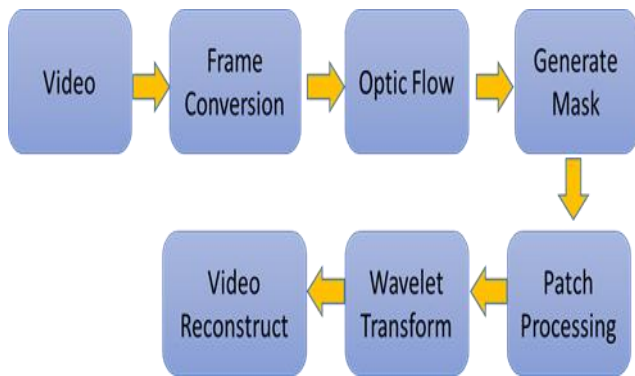 Video
Frame
Conversion
Optic Flow
Generate
Mask
Patch
Processing
Wavelet
Transform
Video
Reconstruct